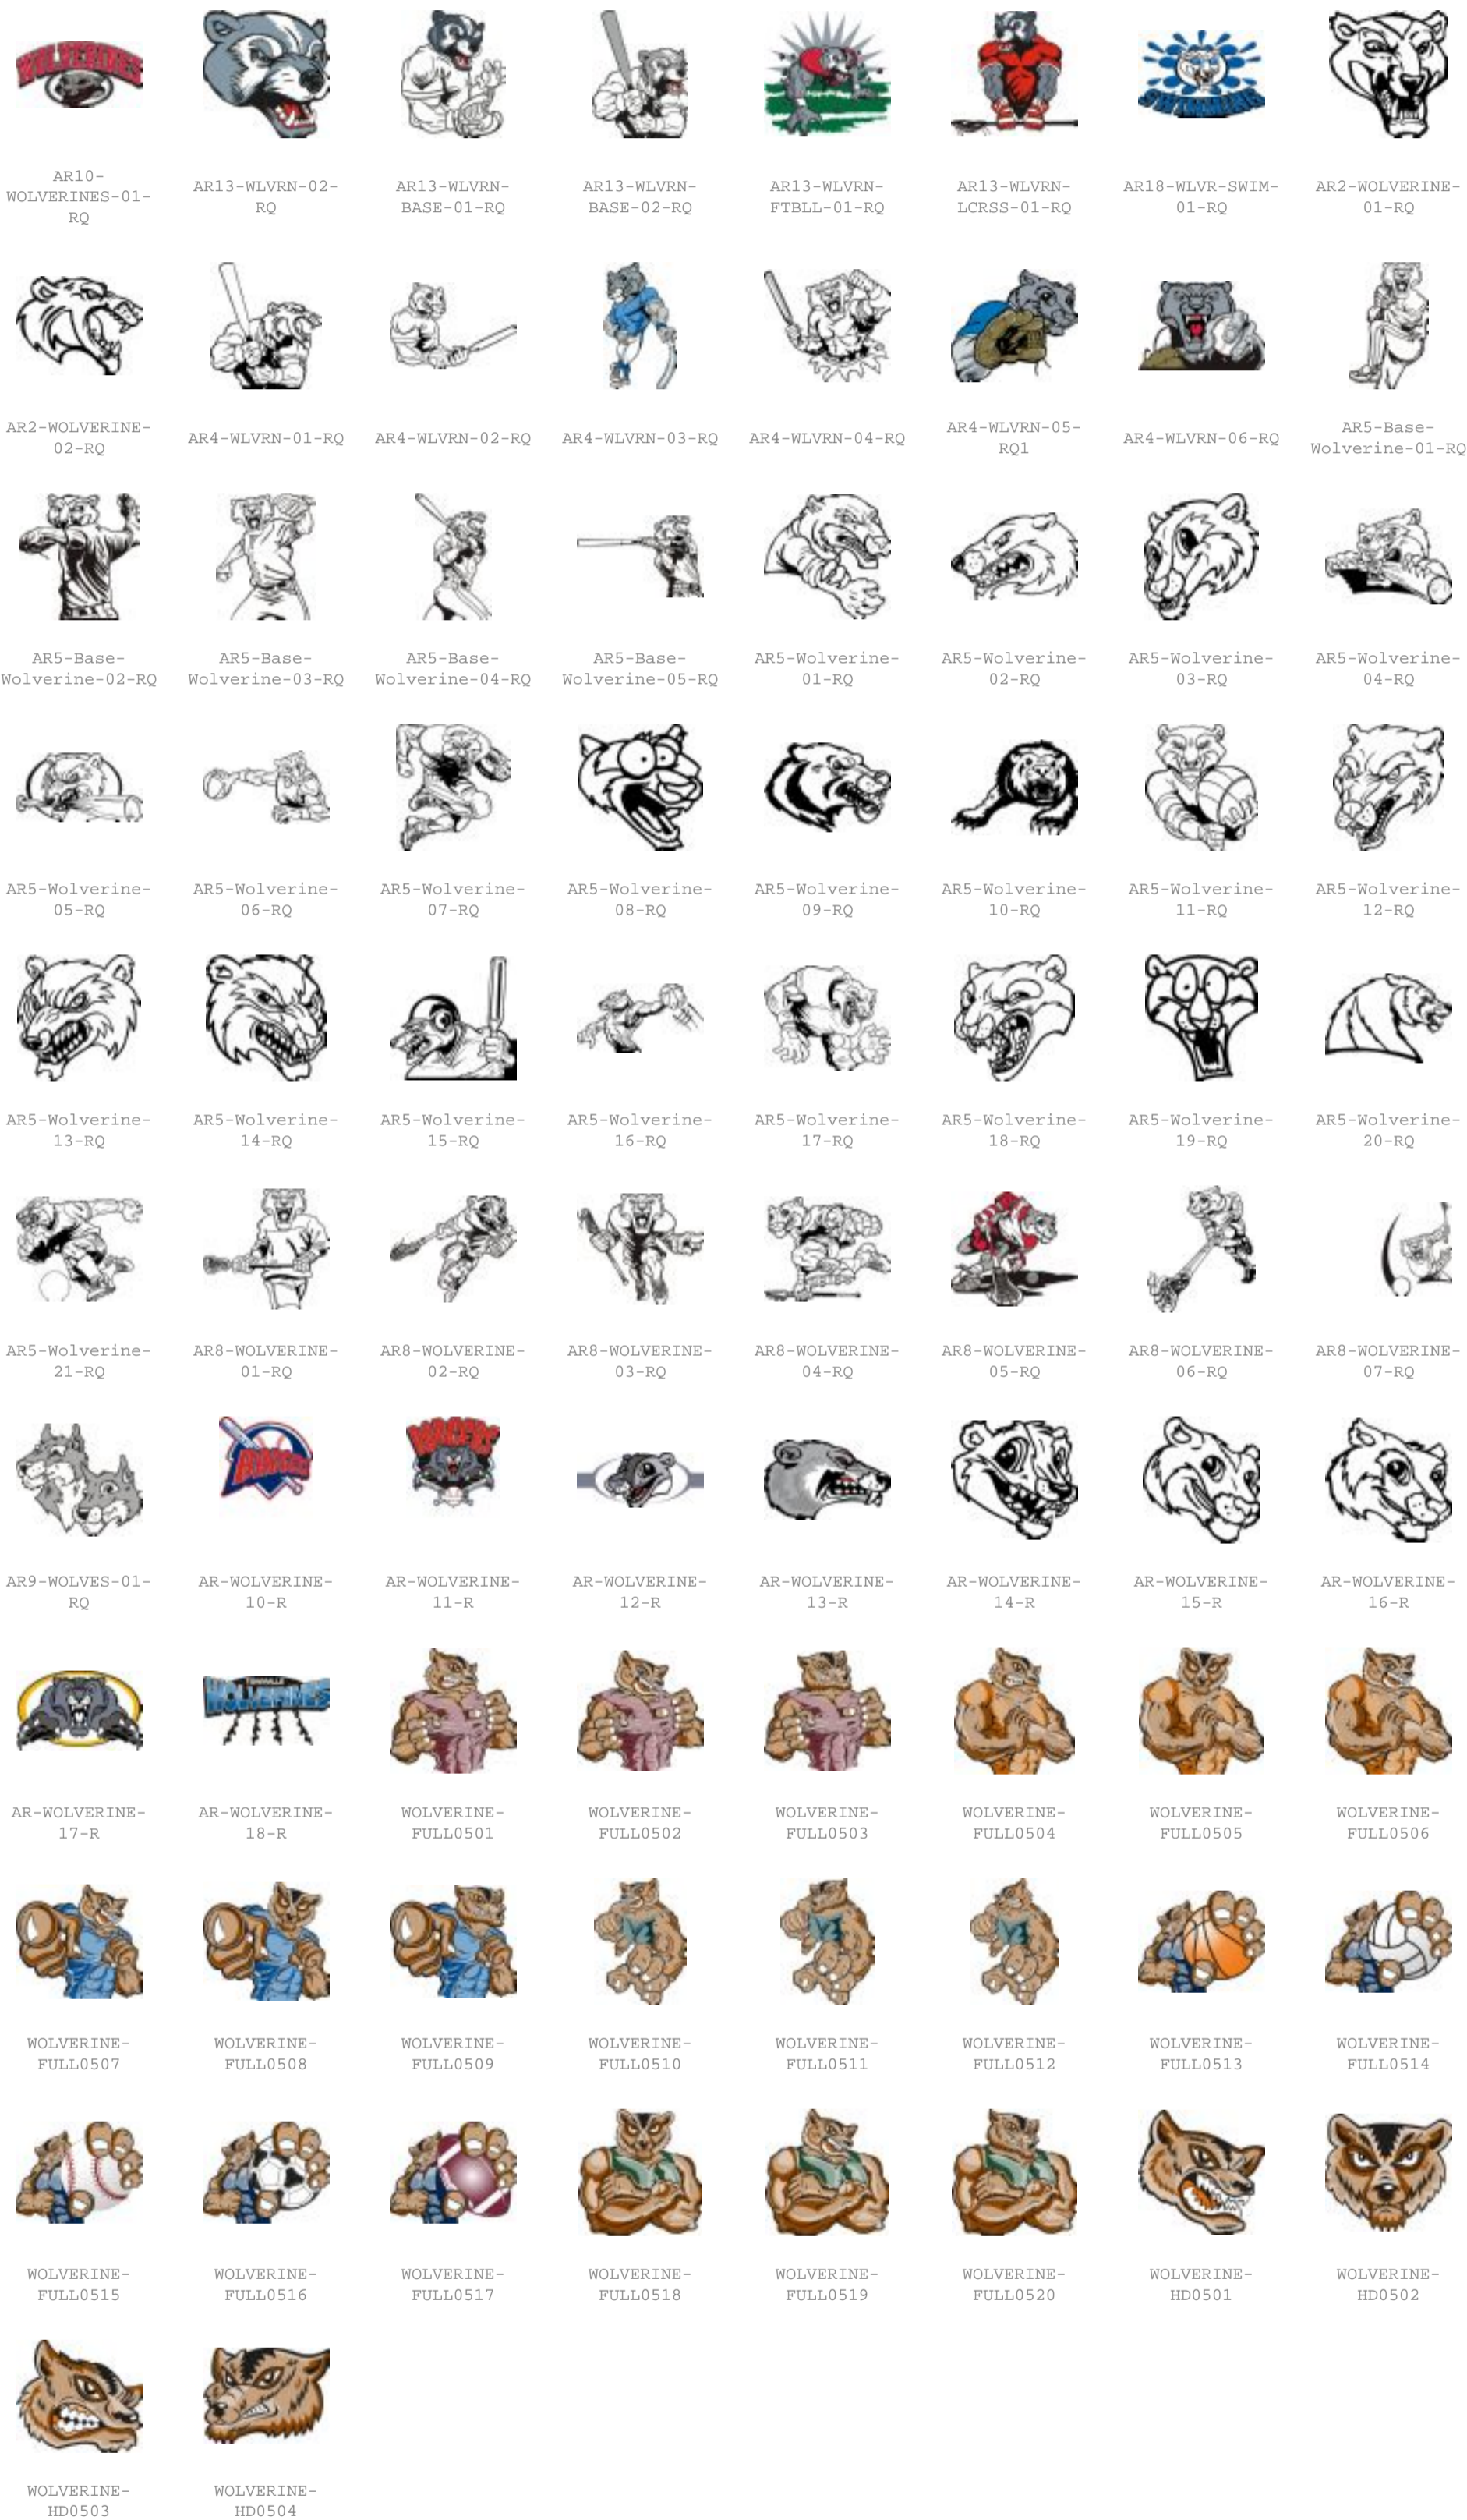 WOLVERINES
SWIMMING
AR10-
WOLVERINES-01-
RQ
AR13-WLVRN-02-
RQ
AR13-WLVRN-
BASE-01-RQ
AR13-WLVRN-
BASE-02-RQ
AR13-WLVRN-
FTBLL-01-RQ
AR13-WLVRN-
LCRSS-01-RQ
AR18-WLVR-SWIM-
01-RQ
AR2-WOLVERINE-
01-RQ
AR2-WOLVERINE-
02-RQ
AR4-WLVRN-01-RQ
AR4-WLVRN-02-RQ
AR4-WLVRN-03-RQ
AR4-WLVRN-04-RQ
AR4-WLVRN-05-
RQ1
AR4-WLVRN-06-RQ
AR5-Base-
Wolverine-01-RQ
AR5-Base-
Wolverine-02-RQ
AR5-Base-
Wolverine-03-RQ
AR5-Base-
Wolverine-04-RQ
AR5-Base-
Wolverine-05-RQ
AR5-Wolverine-
01-RQ
AR5-Wolverine-
02-RQ
AR5-Wolverine-
03-RQ
AR5-Wolverine-
04-RQ
AR5-Wolverine-
05-RQ
AR5-Wolverine-
06-RQ
AR5-Wolverine-
07-RQ
AR5-Wolverine-
08-RQ
AR5-Wolverine-
09-RQ
AR5-Wolverine-
10-RQ
AR5-Wolverine-
11-RQ
AR5-Wolverine-
12-RQ
AR5-Wolverine-
13-RQ
AR5-Wolverine-
14-RQ
AR5-Wolverine-
15-RQ
AR5-Wolverine-
16-RQ
AR5-Wolverine-
17-RQ
AR5-Wolverine-
18-RQ
AR5-Wolverine-
19-RQ
AR5-Wolverine-
20-RQ
AR5-Wolverine-
21-RQ
AR8-WOLVERINE-
01-RQ
AR8-WOLVERINE-
02-RQ
AR8-WOLVERINE-
03-RQ
AR8-WOLVERINE-
04-RQ
AR8-WOLVERINE-
05-RQ
AR8-WOLVERINE-
06-RQ
AR8-WOLVERINE-
07-RQ
AR9-WOLVES-01-
RQ
AR-WOLVERINE-
10-R
AR-WOLVERINE-
11-R
AR-WOLVERINE-
12-R
AR-WOLVERINE-
13-R
AR-WOLVERINE-
14-R
AR-WOLVERINE-
15-R
AR-WOLVERINE-
16-R
WOLVERINES
AR-WOLVERINE-
17-R
AR-WOLVERINE-
18-R
WOLVERINE-
FULL0501
WOLVERINE-
FULL0502
WOLVERINE-
FULL0503
WOLVERINE-
FULL0504
WOLVERINE-
FULL0505
WOLVERINE-
FULL0506
WOLVERINE-
FULL0507
WOLVERINE-
FULL0508
WOLVERINE-
FULL0509
WOLVERINE-
FULL0510
WOLVERINE-
FULL0511
WOLVERINE-
FULL0512
WOLVERINE-
FULL0513
WOLVERINE-
FULL0514
WOLVERINE-
FULL0515
WOLVERINE-
FULL0516
WOLVERINE-
FULL0517
WOLVERINE-
FULL0518
WOLVERINE-
FULL0519
WOLVERINE-
FULL0520
WOLVERINE-
HD0501
WOLVERINE-
HD0502
WOLVERINE-
HD0503
WOLVERINE-
HD0504